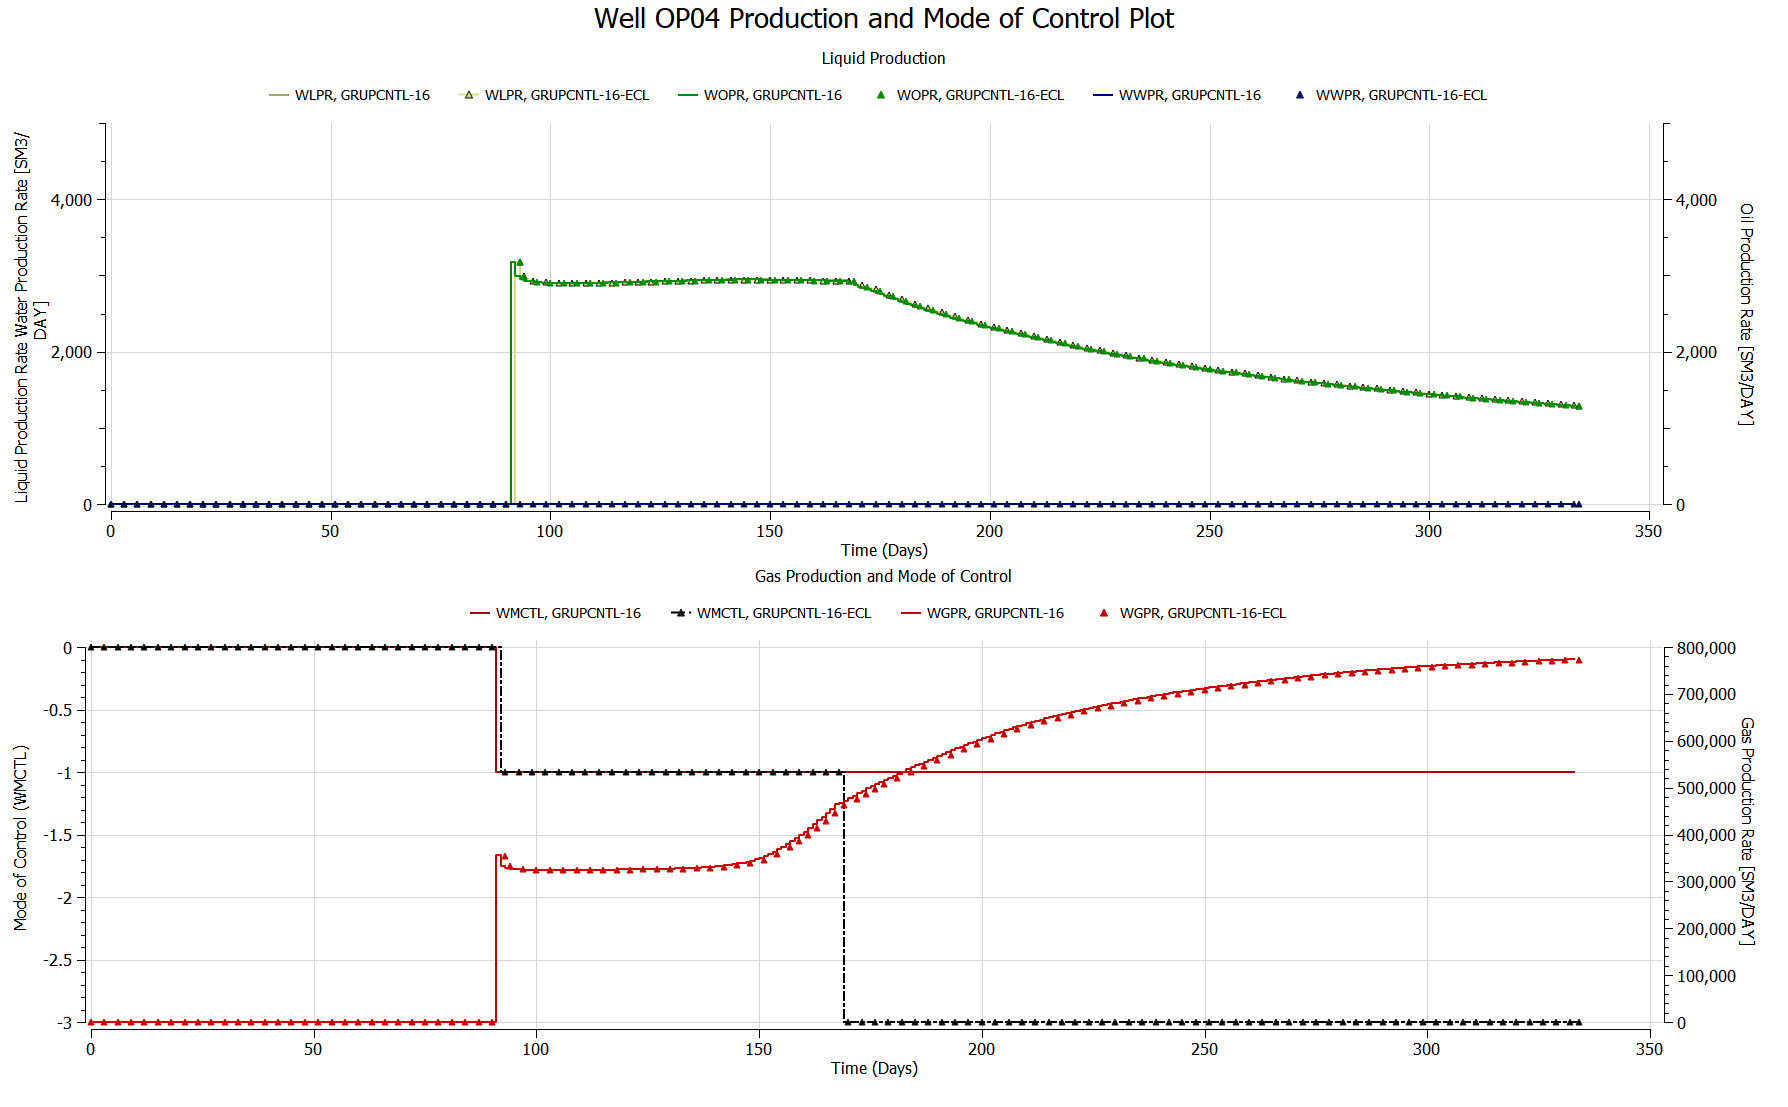 Well OP04 Production and Mode of Control Plot
Liquid Production
WLPR, GRUPCNTL-16 WLPR, GRUPCNTL-16-ECL WOPR, GRUPCNTL-16 WOPR, GRUPCNTL-16-ECL WWPR, GRUPCNTL-16 WWPR, GRUPCNTL-16-ECL
Liquid Production Rate Water Production Rate [SM3/
DAY]
4,000
2,000
0
4,000
2,000
0
Oil Production Rate [SM3/DAY]
0 50 100 150 200 250 300 350
Time (Days)
Gas Production and Mode of Control
WMCTL, GRUPCNTL-16 WMCTL, GRUPCNTL-16-ECL WGPR, GRUPCNTL-16 WGPR, GRUPCNTL-16-ECL
Mode of Control (WMCTL)
0
-0.5
-1
-1.5
-2
-2.5
-3
800,000
700,000
600,000
500,000
400,000
300,000
200,000
100,000
0
Gas Production Rate [SM3/DAY]
0 50 100 150 200 250 300 350
Time (Days)